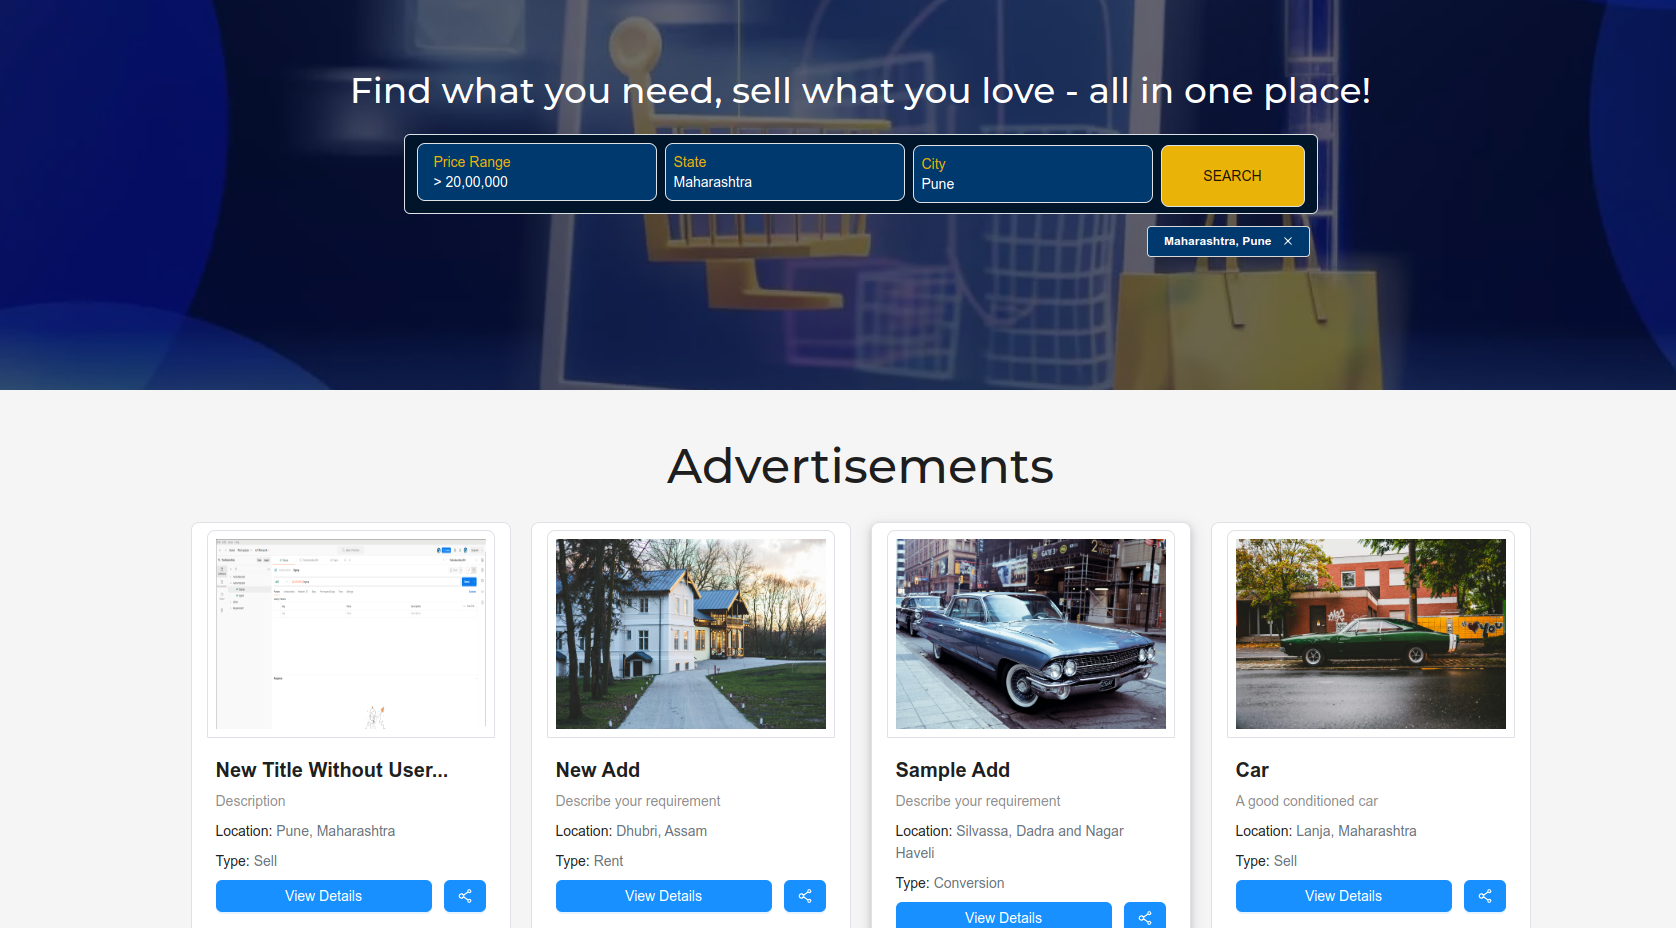 Find what you need, sell what you love - all in one place!
Price Range
> 20,00,000
State
Maharashtra
City
Pune
SEARCH
Maharashtra, Pune
Advertisements
New Title Without User...
Description
Location: Pune, Maharashtra
Type: Sell
View Details
New Add
Describe your requirement
Location: Dhubri, Assam
Type: Rent
View Details
Sample Add
Describe your requirement
Location: Silvassa, Dadra and Nagar
Haveli
Type: Conversion
View Details
Car
A good conditioned car
Location: Lanja, Maharashtra
Type: Sell
View Details